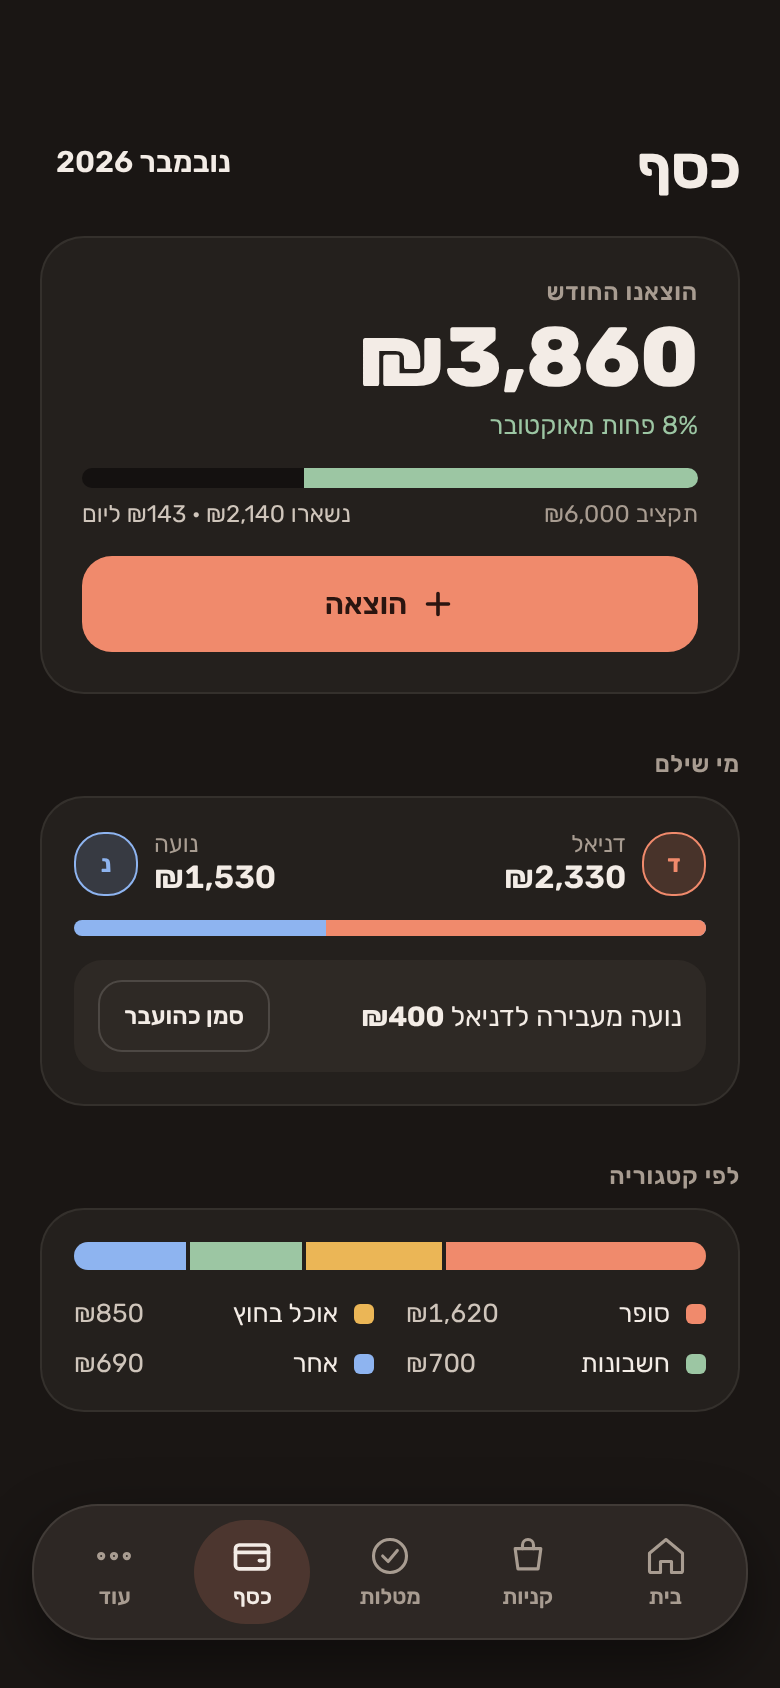 כסף
נובמבר 2026
הוצאנו החודש
₪3,860
8% פחות מאוקטובר
תקציב ₪6,000
נשארו ₪2,140 • ₪143 ליום
+ הוצאה
מי שילם
ד
דניאל
₪2,330
נ
נועה
₪1,530
נועה מעבירה לדניאל ₪400
סמן כהועבר
לפי קטגוריה
סופר ₪1,620
אוכל בחוץ ₪850
חשבונות ₪700
אחר ₪690
בית
קניות
מטלות
כסף
עוד